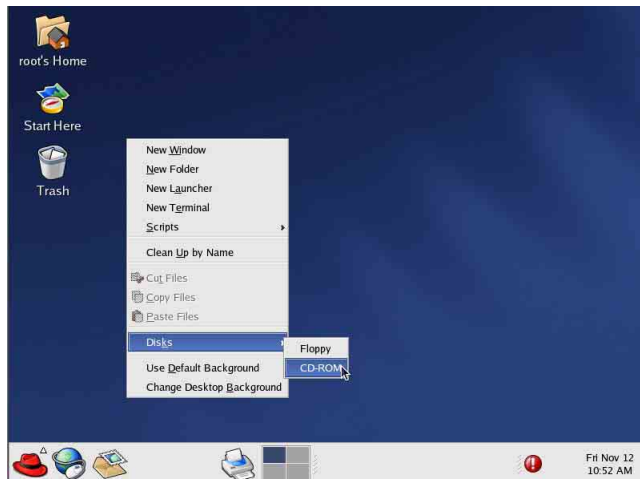 root's Home
Start Here
Trash
New Window
New Folder
New Launcher
New Terminal
Scripts
Clean Up by Name
Cut Files
Copy Files
Paste Files
Disks
Floppy
CD-ROM
Use Default Background
Change Desktop Background
Fri Nov 12
10:52 AM